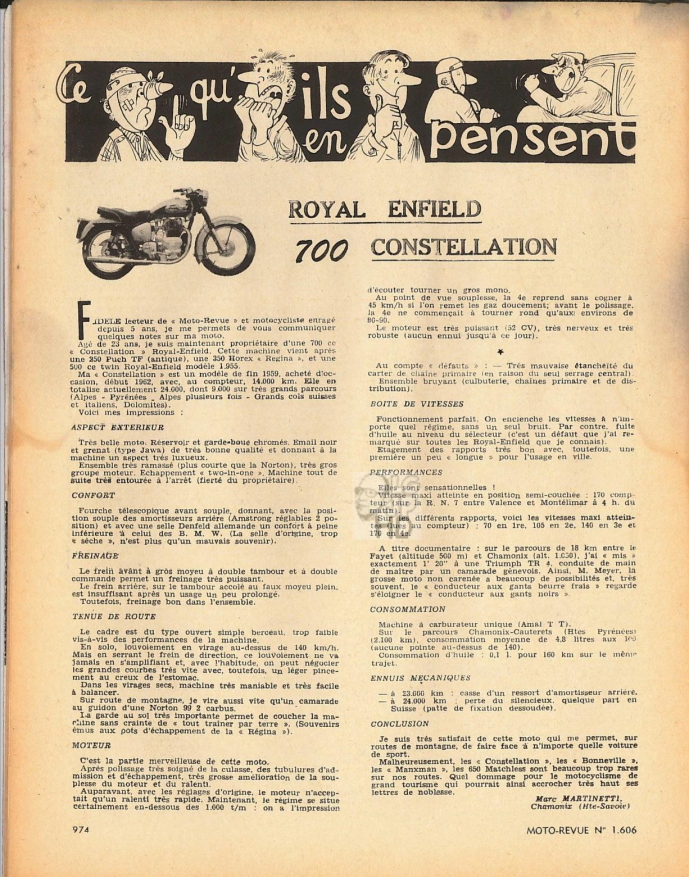 Ce qu' ils en pensent
ROYAL ENFIELD
700 CONSTELLATION
FIDELE lecteur de « Moto-Revue » et motocycliste enragé
depuis 5 ans, je me permets de vous communiquer
quelques notes sur ma moto.
Agé de 23 ans, je suis maintenant propriétaire d'une 700 cc
« Constellation » Royal-Enfield. Cette machine vient après
une 250 Puch TF (antique), une 350 Horex « Regina », et une
500 cc twin Royal-Enfield modèle 1.955.
Ma « Constellation » est un modèle de fin 1959, acheté d'oc-
casion, début 1962, avec, au compteur, 14.000 km. Elle en
totalise actuellement 24.000, dont 9.000 sur très grands parcours
(Alpes - Pyrénées - Alpes plusieurs fois - Grands cols suisses
et italiens, Dolomites).
Voici mes impressions :
ASPECT EXTERIEUR
Très belle moto. Réservoir et garde-boue chromés. Email noir
et grenat (type Jawa) de très bonne qualité et donnant à la
machine un aspect très luxueux.
Ensemble très ramassé (plus courte que la Norton), très gros
groupe moteur. Echappement « two-in-one ». Machine tout de
suite très entourée à l'arrêt (fierté du propriétaire).
CONFORT
Fourche télescopique avant souple, donnant, avec la posi-
tion souple des amortisseurs arrière (Amstrong réglables 2 po-
sition) et avec une selle Denfeld allemande un confort à peine
inférieure à celui des B. M. W. (La selle d'origine, trop
« sèche », n'est plus qu'un mauvais souvenir).
FREINAGE
Le frein avant à gros moyeu à double tambour et à double
commande permet un freinage très puissant.
Le frein arrière, sur tambour accolé au faux moyeu plein,
est insuffisant après un usage un peu prolongé.
Toutefois, freinage bon dans l'ensemble.
TENUE DE ROUTE
Le cadre est du type ouvert simple berceau, trop faible
vis-à-vis des performances de la machine.
En solo, louvoiement en virage au-dessus de 140 km/h.
Mais en serrant le frein de direction, ce louvoiement ne va
jamais en s'amplifiant et, avec l'habitude, on peut négocier
les grandes courbes très vite avec, toutefois, un léger pince-
ment au creux de l'estomac.
Dans les virages secs, machine très maniable et très facile
à balancer.
Sur route de montagne, je vire aussi vite qu'un camarade
au guidon d'une Norton 99 2 carbus.
La garde au sol très importante permet de coucher la ma-
chine sans crainte de « tout traîner par terre ». (Souvenirs
émus aux pots d'échappement de la « Régina »).
MOTEUR
C'est la partie merveilleuse de cette moto.
Après polissage très soigné de la culasse, des tubulures d'ad-
mission et d'échappement, très grosse amélioration de la sou-
plesse du moteur et du ralenti.
Auparavant, avec les réglages d'origine, le moteur n'accep-
tait qu'un ralenti très rapide. Maintenant, le régime se situe
certainement en-dessous des 1.000 t/m : on a l'impression
d'écouter tourner un gros mono.
Au point de vue souplesse, la 4e reprend sans cogner à
45 km/h si l'on remet les gaz doucement; avant le polissage,
la 4e ne commençait à tourner rond qu'aux environs de
80-90.
Le moteur est très puissant (52 CV), très nerveux et très
robuste (aucun ennui jusqu'à ce jour).
★
Au compte « défauts » : — Très mauvaise étanchéité du
carter de chaîne primaire (en raison du seul serrage central).
Ensemble bruyant (culbuterie, chaînes primaire et de dis-
tribution).
BOITE DE VITESSES
Fonctionnement parfait. On enclenche les vitesses à n'im-
porte quel régime, sans un seul bruit. Par contre, fuite
d'huile au niveau du sélecteur (c'est un défaut que j'ai re-
marqué sur toutes les Royal-Enfield que je connais).
Etagement des rapports très bon avec, toutefois, une
première un peu « longue » pour l'usage en ville.
PERFORMANCES
Elles sont sensationnelles !
Vitesse maxi atteinte en position semi-couchée : 170 comp-
teur (sur la R. N. 7 entre Valence et Montélimar à 4 h. du
matin).
différents rapports, voici les vitesses maxi attein-
compteur) : 70 en 1re, 105 en 2e, 140 en 3e et
170
A titre documentaire : sur le parcours de 18 km entre le
Fayet (altitude 500 m) et Chamonix (alt. 1.050), j'ai « mis »
exactement 1' 20" à une Triumph TR 4, conduite de main
de maître par un camarade genevois. Ainsi, M. Meyer, la
grosse moto non carenée a beaucoup de possibilités et, très
souvent, je « conducteur aux gants beurre frais » regarde
s'éloigner le « conducteur aux gants noirs ».
CONSOMMATION
Machine à carburateur unique (Amal T T).
Sur le parcours Chamonix-Cauterets (Htes Pyrénées)
(2.100 km), consommation moyenne de 4,8 litres aux 100
(aucune pointe au-dessus de 140).
Consommation d'huile : 0,1 l. pour 160 km sur le même
trajet.
ENNUIS MECANIQUES
— à 23.000 km : casse d'un ressort d'amortisseur arrière.
— à 24.000 km : perte du silencieux, quelque part en
Suisse (patte de fixation dessoudée).
CONCLUSION
Je suis très satisfait de cette moto qui me permet, sur
routes de montagne, de faire face à n'importe quelle voiture
de sport.
Malheureusement, les « Constellation », les « Bonneville »,
les « Manxman », les 650 Matchless sont beaucoup trop rares
sur nos routes. Quel dommage pour le motocyclisme de
grand tourisme qui pourrait ainsi accrocher très haut ses
lettres de noblesse.
Marc MARTINETTI,
Chamonix (Hte-Savoie)
974
MOTO-REVUE N° 1.606